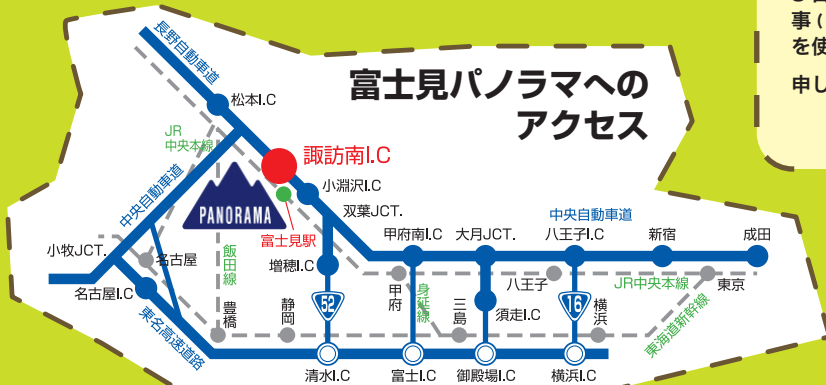 事(
を使
申し
富士見パノラマへの
アクセス
長野自動車道
松本I.C
JR
中央本線
諏訪南I.C
中央自動車道
小淵沢I.C
PANORAMA
双葉JCT.
富士見駅
中央自動車道
甲府南I.C
大月JCT.
八王子I.C
新宿
成田
小牧JCT.
名古屋
飯田線
増穂I.C
甲府
身延線
八王子
JR中央本線
東京
名古屋I.C
豊橋
静岡
52
三島
須走I.C
16
横浜
東海道新幹線
東名高速道路
清水I.C
富士I.C
御殿場I.C
横浜I.C